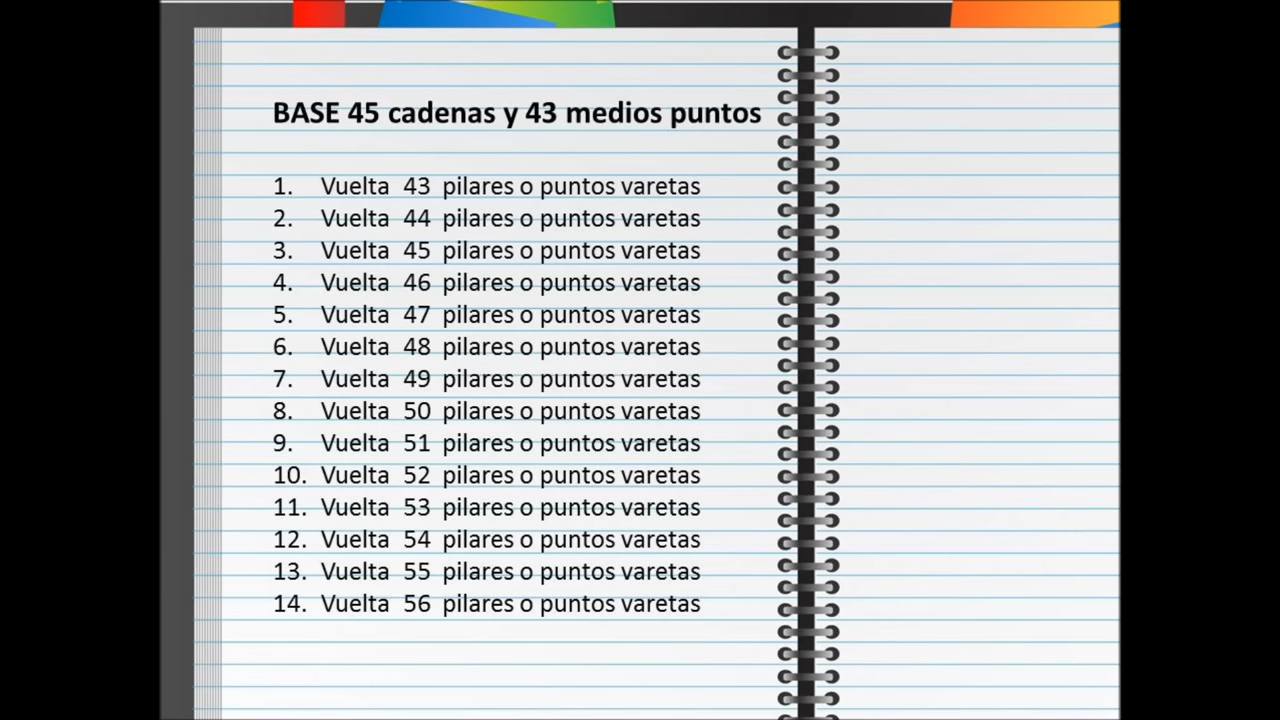 BASE 45 cadenas y 43 medios puntos
1. Vuelta 43 pilares o puntos varetas
2. Vuelta 44 pilares o puntos varetas
3. Vuelta 45 pilares o puntos varetas
4. Vuelta 46 pilares o puntos varetas
5. Vuelta 47 pilares o puntos varetas
6. Vuelta 48 pilares o puntos varetas
7. Vuelta 49 pilares o puntos varetas
8. Vuelta 50 pilares o puntos varetas
9. Vuelta 51 pilares o puntos varetas
10. Vuelta 52 pilares o puntos varetas
11. Vuelta 53 pilares o puntos varetas
12. Vuelta 54 pilares o puntos varetas
13. Vuelta 55 pilares o puntos varetas
14. Vuelta 56 pilares o puntos varetas